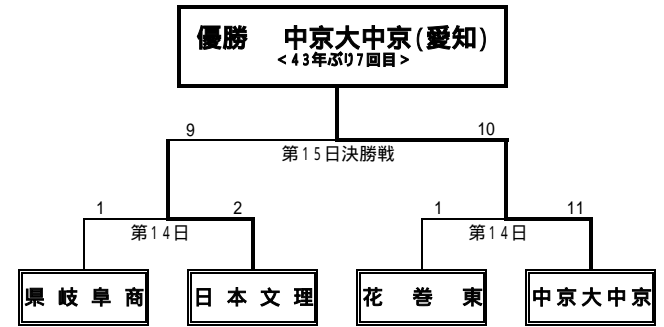 優勝　中京大中京(愛知)
<43年ぶり7回目>
9 10
第15日決勝戦
1 2 1 11
第14日 第14日
県岐阜商 日本文理 花巻東 中京大中京